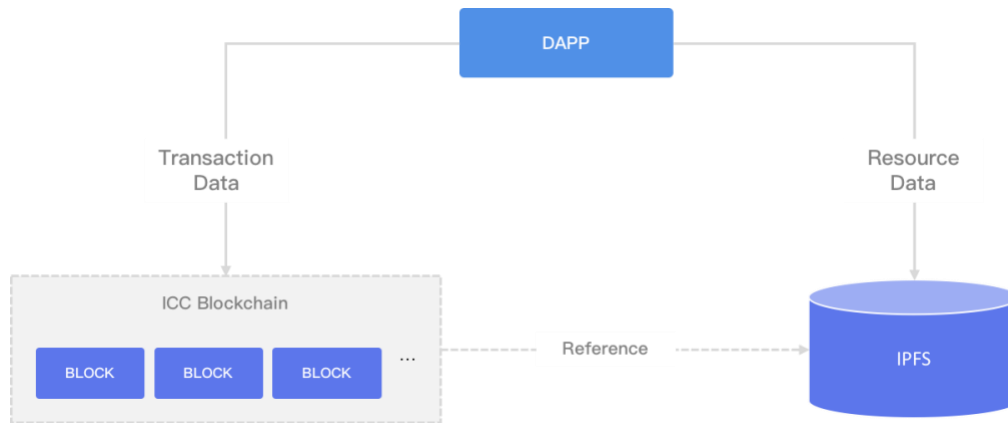 DAPP
Transaction
Data
Resource
Data
ICC Blockchain
BLOCK
BLOCK
BLOCK
...
Reference
IPFS